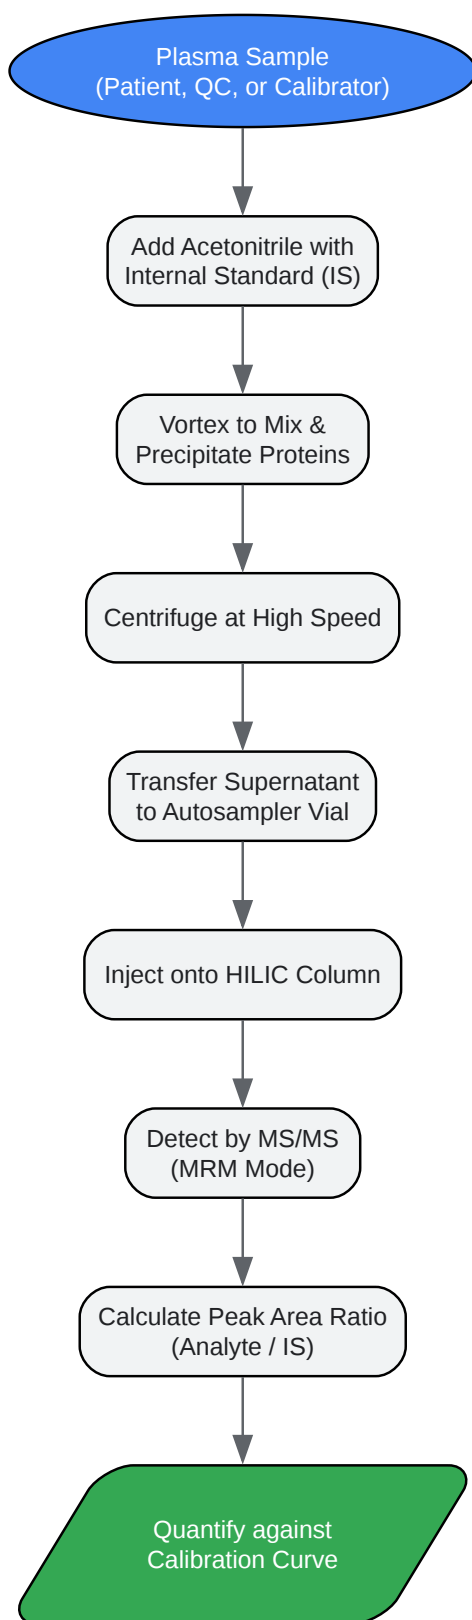 Plasma Sample
(Patient, QC, or Calibrator)
Add Acetonitrile with
Internal Standard (IS)
Vortex to Mix &
Precipitate Proteins
Centrifuge at High Speed
Transfer Supernatant
to Autosampler Vial
Inject onto HILIC Column
Detect by MS/MS
(MRM Mode)
Calculate Peak Area Ratio
(Analyte / IS)
Quantify against
Calibration Curve